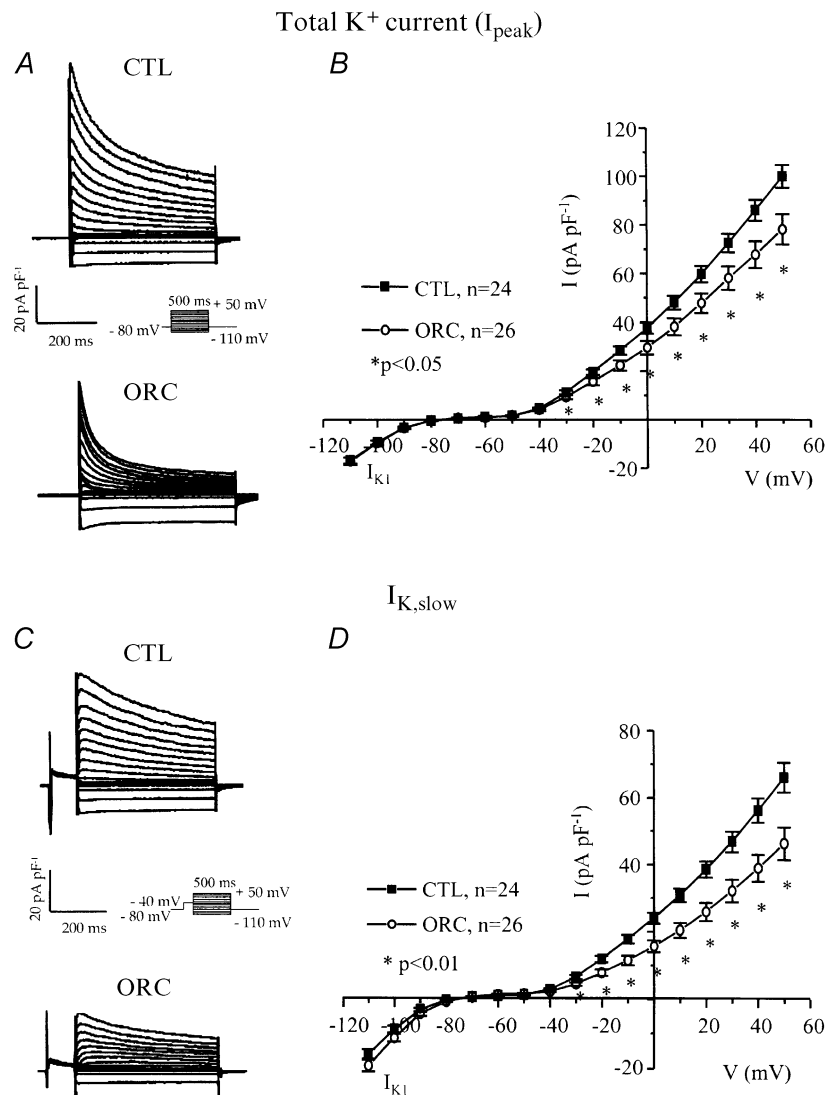 Total K⁺ current (I_peak)
A
CTL
20 pA pF⁻¹
200 ms
500 ms
+ 50 mV
- 80 mV
- 110 mV
ORC
B
I (pA pF⁻¹)
120
100
80
60
40
20
-20
CTL, n=24
ORC, n=26
*p<0.05
* * * * * * * * *
-120 -100 -80 -60 -40 -20 20 40 60
I_K1
V (mV)
I_K,slow
C
CTL
20 pA pF⁻¹
200 ms
500 ms
+ 50 mV
- 40 mV
- 80 mV
- 110 mV
ORC
D
I (pA pF⁻¹)
80
60
40
20
-20
CTL, n=24
ORC, n=26
* p<0.01
* * * * * * * * *
-120 -100 -80 -60 -40 -20 20 40 60
I_K1
V (mV)